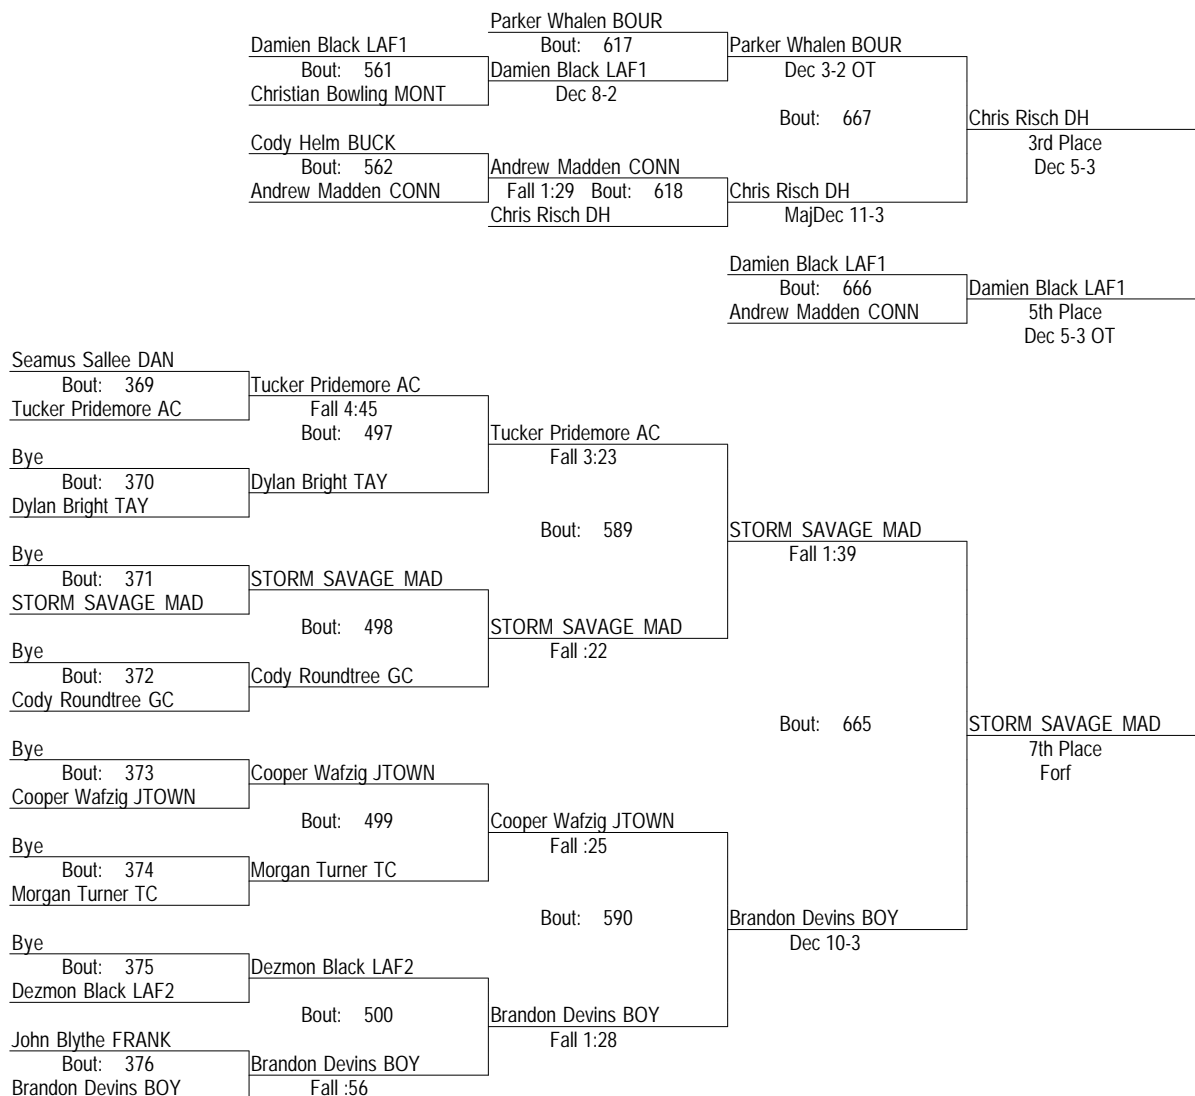 Parker Whalen BOUR
Damien Black LAF1
Bout: 617
Parker Whalen BOUR
Bout: 561
Damien Black LAF1
Dec 3-2 OT
Christian Bowling MONT
Dec 8-2
Bout: 667
Chris Risch DH
Cody Helm BUCK
3rd Place
Bout: 562
Andrew Madden CONN
Dec 5-3
Andrew Madden CONN
Fall 1:29 Bout: 618
Chris Risch DH
Chris Risch DH
MajDec 11-3
Damien Black LAF1
Bout: 666
Damien Black LAF1
Andrew Madden CONN
5th Place
Dec 5-3 OT
Seamus Sallee DAN
Bout: 369
Tucker Pridemore AC
Tucker Pridemore AC
Fall 4:45
Bout: 497
Tucker Pridemore AC
Bye
Fall 3:23
Bout: 370
Dylan Bright TAY
Dylan Bright TAY
Bout: 589
STORM SAVAGE MAD
Bye
Fall 1:39
Bout: 371
STORM SAVAGE MAD
STORM SAVAGE MAD
Bout: 498
STORM SAVAGE MAD
Bye
Fall :22
Bout: 372
Cody Roundtree GC
Cody Roundtree GC
Bout: 665
STORM SAVAGE MAD
Bye
7th Place
Bout: 373
Cooper Wafzig JTOWN
Forf
Cooper Wafzig JTOWN
Bout: 499
Cooper Wafzig JTOWN
Bye
Fall :25
Bout: 374
Morgan Turner TC
Morgan Turner TC
Bout: 590
Brandon Devins BOY
Bye
Dec 10-3
Bout: 375
Dezmon Black LAF2
Dezmon Black LAF2
Bout: 500
Brandon Devins BOY
John Blythe FRANK
Fall 1:28
Bout: 376
Brandon Devins BOY
Brandon Devins BOY
Fall :56